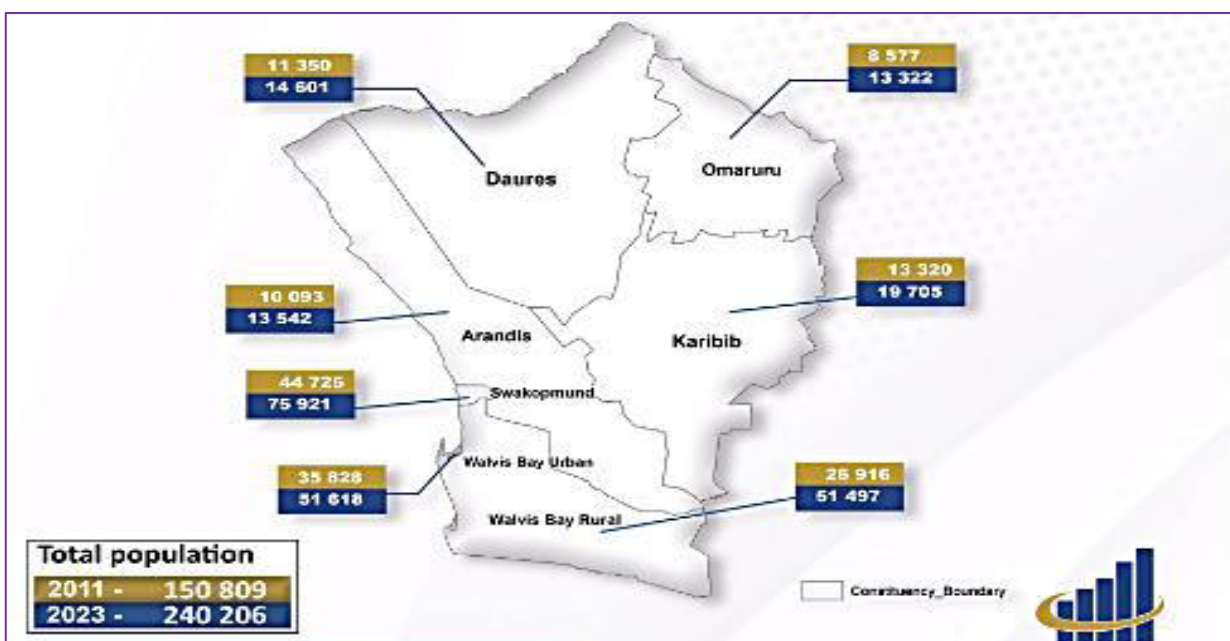 11 350
14 601
8 577
13 322
Daures
Omaruru
13 320
19 705
10 093
13 542
Arandis
Karibib
44 725
75 921
Swakopmund
Walvis Bay Urban
35 828
51 618
26 916
51 497
Walvis Bay Rural
Total population
2011 - 150 809
2023 - 240 206
Constituency_Boundary